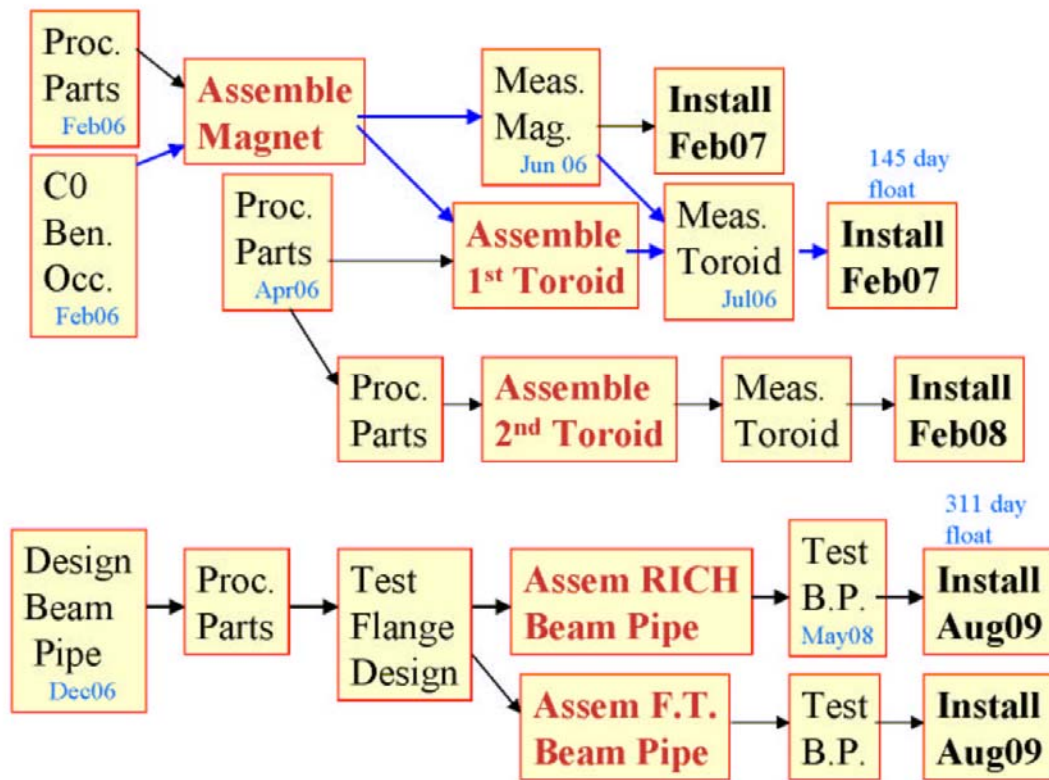 Proc.
Parts
Feb06
C0
Ben.
Occ.
Feb06
Assemble
Magnet
Meas.
Mag.
Jun 06
Install
Feb07
Proc.
Parts
Apr06
Assemble
1st Toroid
Meas.
Toroid
Jul06
145 day
float
Install
Feb07
Proc.
Parts
Assemble
2nd Toroid
Meas.
Toroid
Install
Feb08
Design
Beam
Pipe
Dec06
Proc.
Parts
Test
Flange
Design
Assem RICH
Beam Pipe
Test
B.P.
May08
311 day
float
Install
Aug09
Assem F.T.
Beam Pipe
Test
B.P.
Install
Aug09